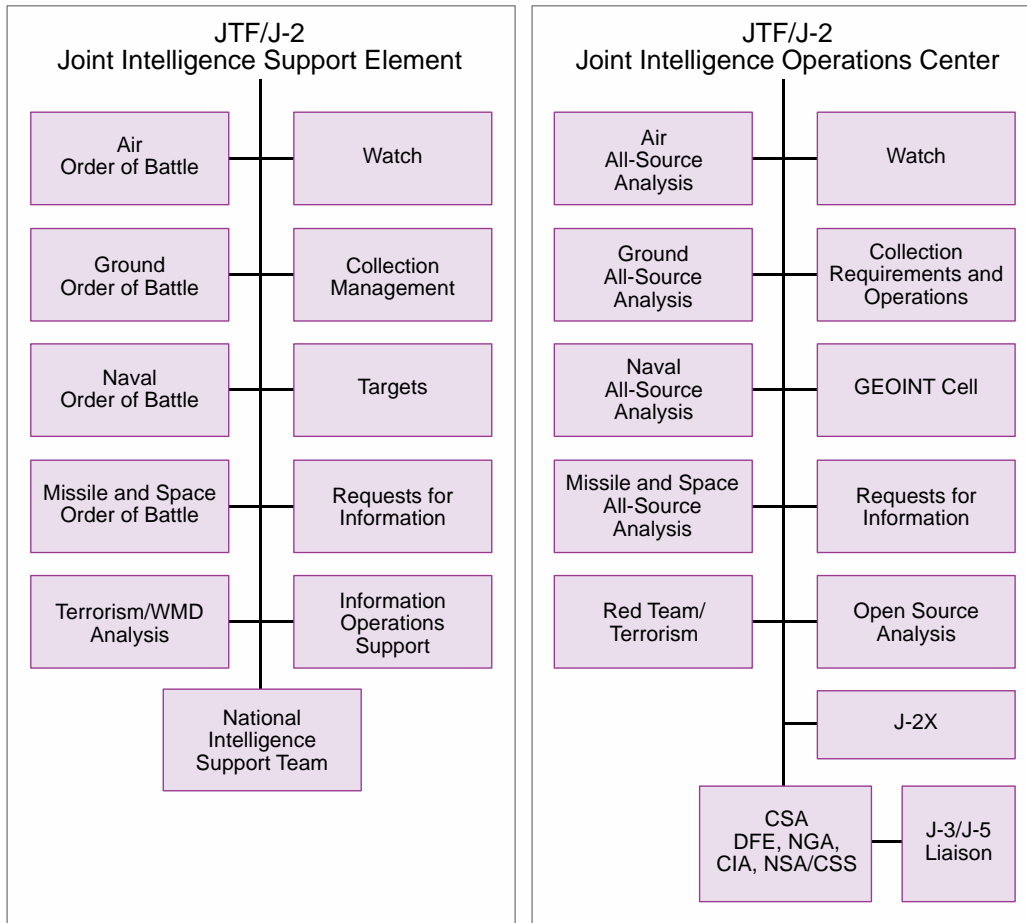 JTF/J-2
Joint Intelligence Support Element
Air
Order of Battle
Watch
Ground
Order of Battle
Collection
Management
Naval
Order of Battle
Targets
Missile and Space
Order of Battle
Requests for
Information
Terrorism/WMD
Analysis
Information
Operations
Support
National
Intelligence
Support Team
JTF/J-2
Joint Intelligence Operations Center
Air
All-Source
Analysis
Watch
Ground
All-Source
Analysis
Collection
Requirements and
Operations
Naval
All-Source
Analysis
GEOINT Cell
Missile and Space
All-Source
Analysis
Requests for
Information
Red Team/
Terrorism
Open Source
Analysis
J-2X
CSA
DFE, NGA,
CIA, NSA/CSS
J-3/J-5
Liaison